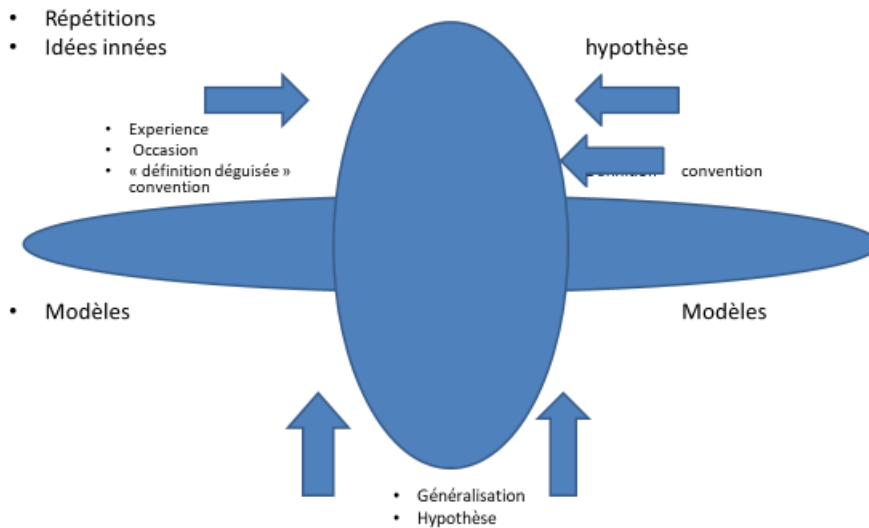 • Répétitions
• Idées innées
hypothèse
• Experience
• Occasion
• « définition déguisée »
convention
convention
• Modèles
Modèles
• Généralisation
• Hypothèse